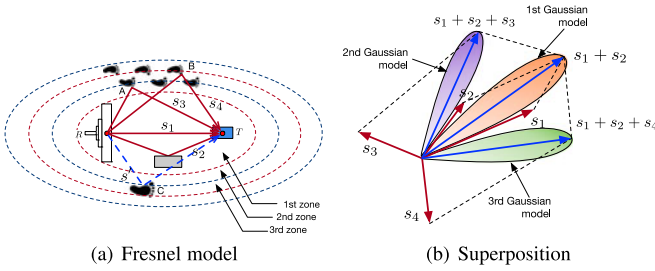 B
A
s₃
s₄
R
s₁
T
s₂
s
C
1st zone
2nd zone
3rd zone
(a) Fresnel model
s₁ + s₂ + s₃
1st Gaussian
model
2nd Gaussian
model
s₁ + s₂
s₂
s₁
s₁ + s₂ + s₄
s₃
s₄
3rd Gaussian
model
(b) Superposition